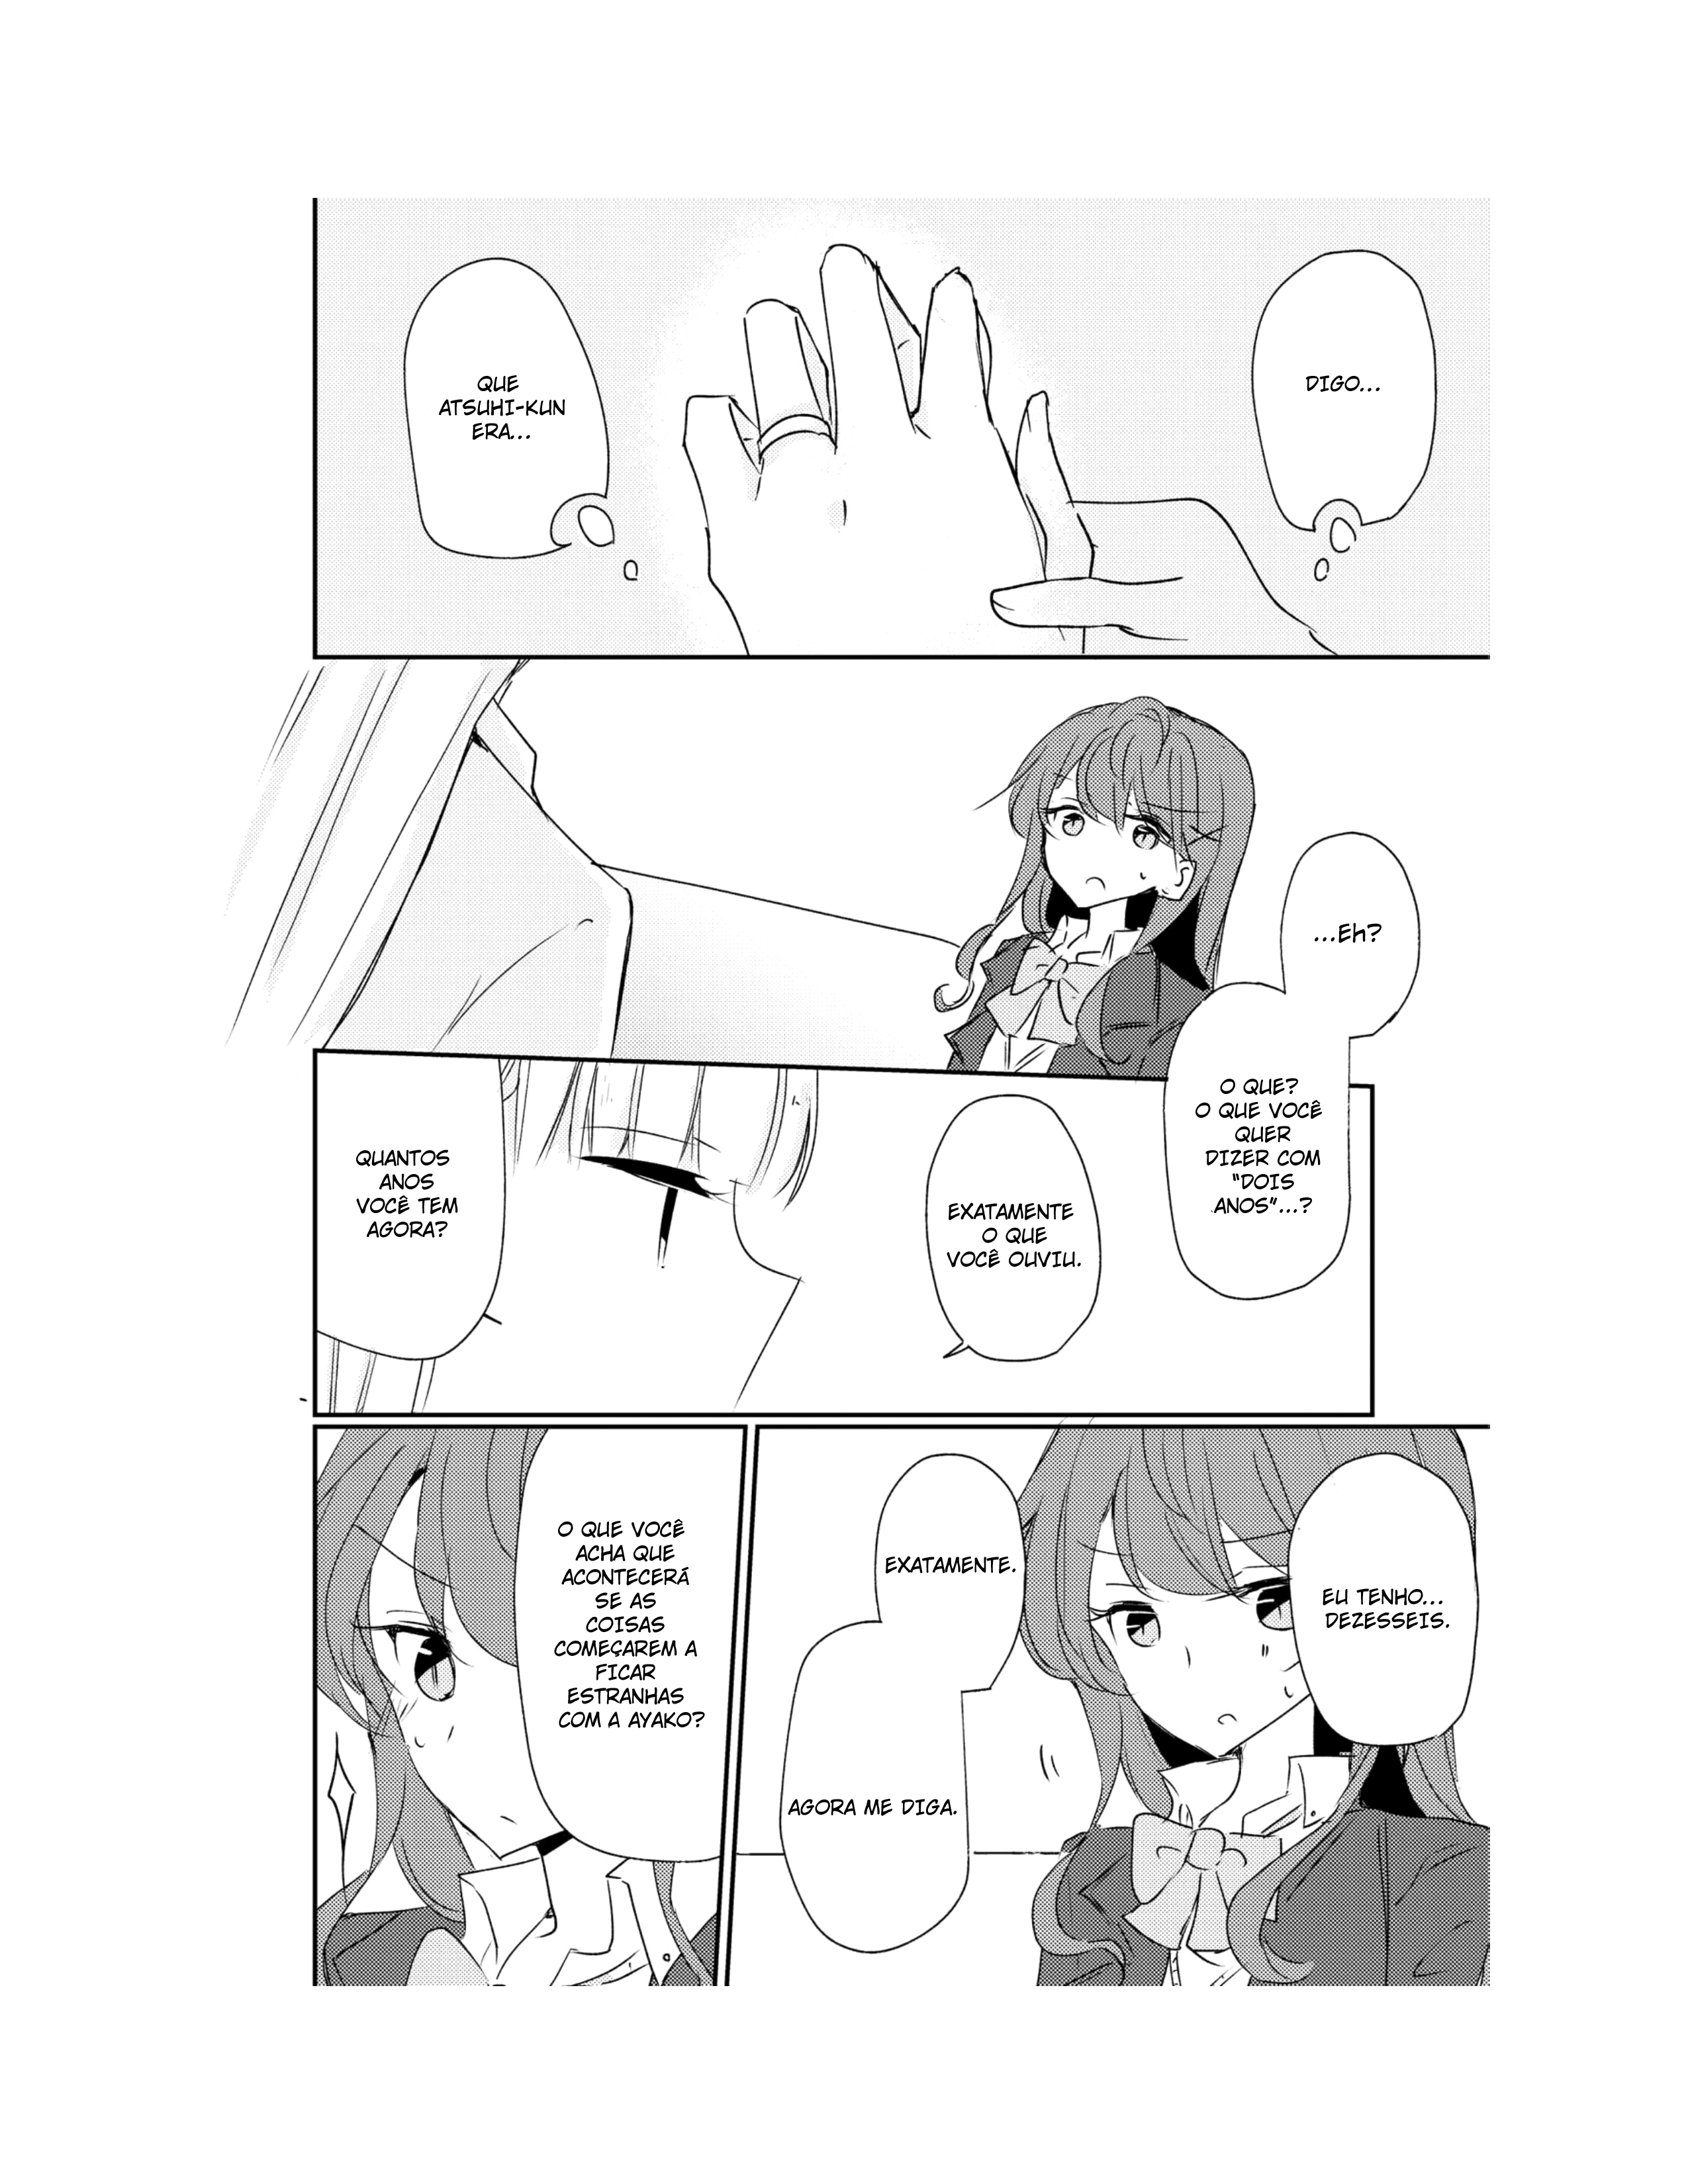 DIGO...
QUE
ATSUHI-KUN
ERA...
...Eh?
O QUE?
O QUE VOCÊ
QUER
DIZER COM
"DOIS
ANOS"...?
EXATAMENTE
O QUE
VOCÊ OUVIU.
QUANTOS
ANOS
VOCÊ TEM
AGORA?
EU TENHO...
DEZESSEIS.
EXATAMENTE.
AGORA ME DIGA.
O QUE VOCÊ
ACHA QUE
ACONTECERÁ
SE AS
COISAS
COMEÇAREM A
FICAR
ESTRANHAS
COM A AYAKO?